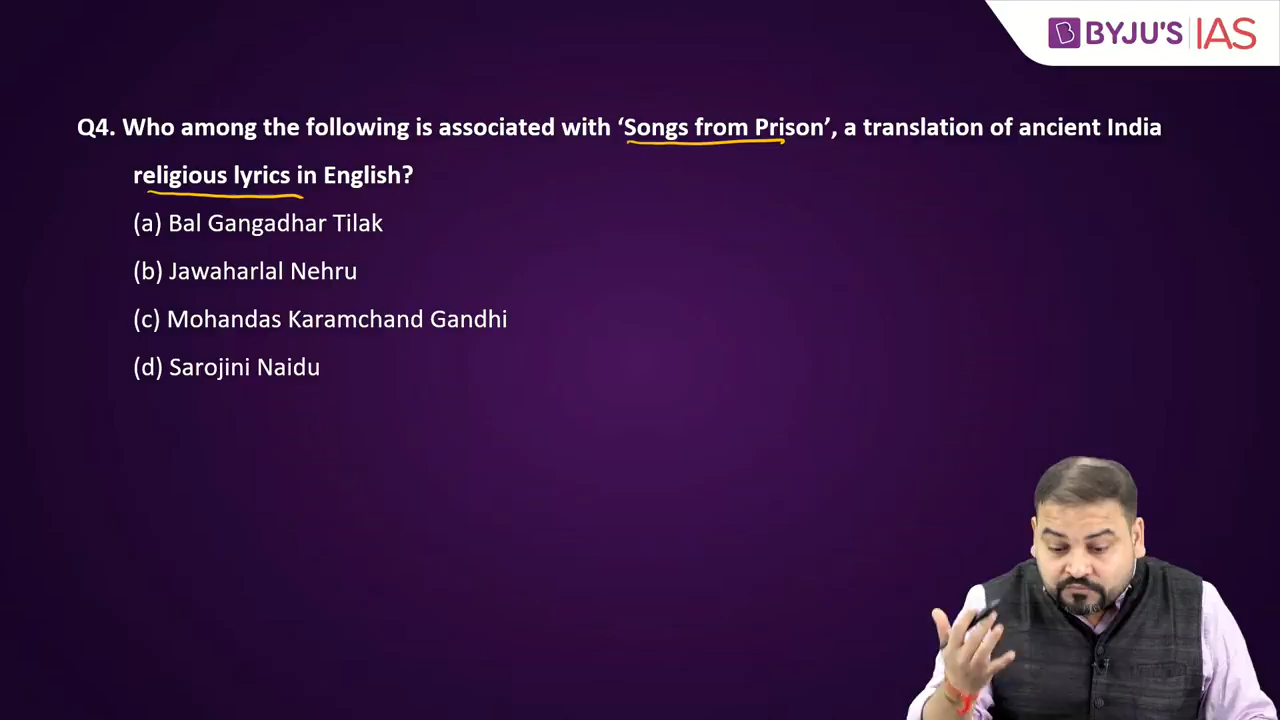 BYJU'S IAS
Q4. Who among the following is associated with ‘Songs from Prison’, a translation of ancient India
religious lyrics in English?
(a) Bal Gangadhar Tilak
(b) Jawaharlal Nehru
(c) Mohandas Karamchand Gandhi
(d) Sarojini Naidu